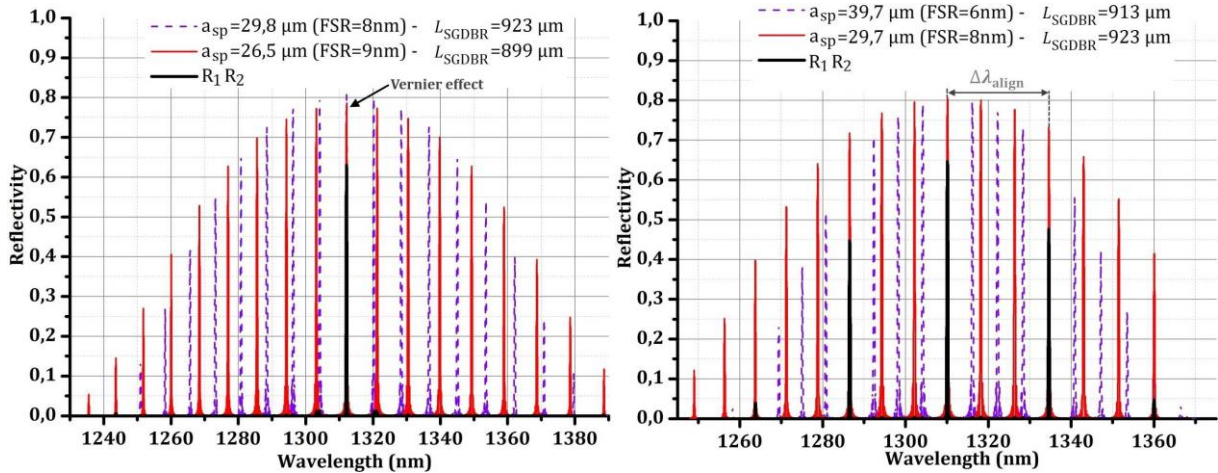 a_sp=29,8 µm (FSR=8nm) - L_SGDBR=923 µm
a_sp=26,5 µm (FSR=9nm) - L_SGDBR=899 µm
R₁ R₂
Vernier effect
Reflectivity
1,0
0,9
0,8
0,7
0,6
0,5
0,4
0,3
0,2
0,1
0,0
1240 1260 1280 1300 1320 1340 1360 1380
Wavelength (nm)
a_sp=39,7 µm (FSR=6nm) - L_SGDBR=913 µm
a_sp=29,7 µm (FSR=8nm) - L_SGDBR=923 µm
R₁ R₂
Δλ_align
Reflectivity
1,0
0,9
0,8
0,7
0,6
0,5
0,4
0,3
0,2
0,1
0,0
1260 1280 1300 1320 1340 1360
Wavelength (nm)